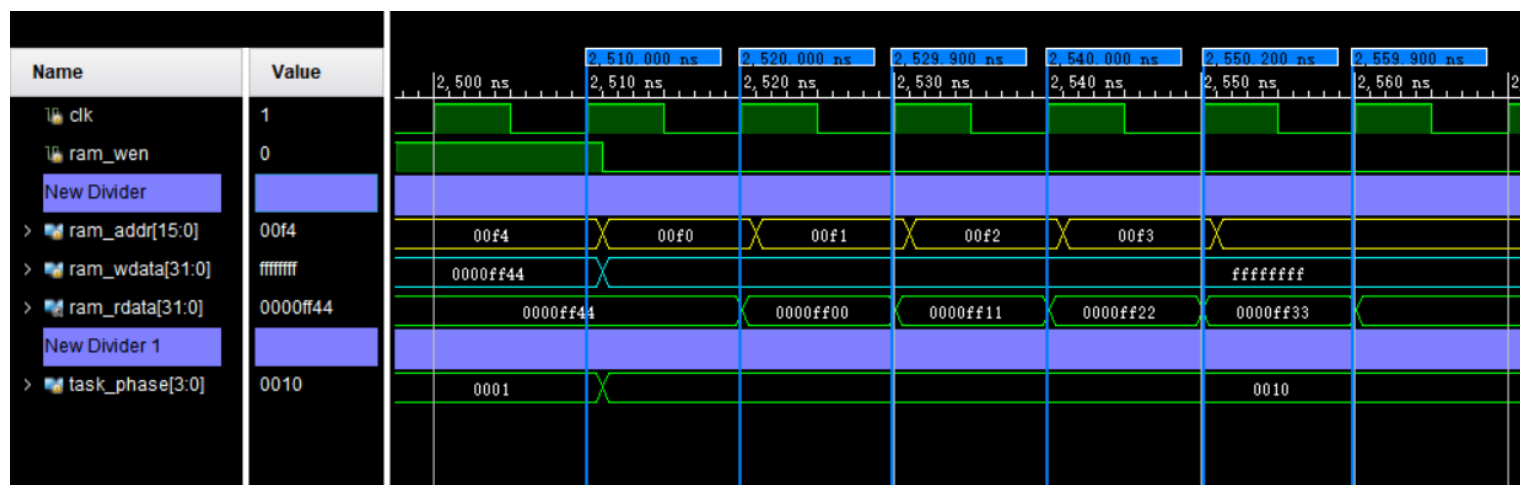 2,510.000 ns 2,520.000 ns 2,529.900 ns 2,540.000 ns 2,550.200 ns 2,559.900 ns
Name Value
2,500 ns 2,510 ns 2,520 ns 2,530 ns 2,540 ns 2,550 ns 2,560 ns 2
clk 1
ram_wen 0
New Divider
ram_addr[15:0] 00f4 00f4 00f0 00f1 00f2 00f3
ram_wdata[31:0] ffffffff 0000ff44 ffffffff
ram_rdata[31:0] 0000ff44 0000ff44 0000ff00 0000ff11 0000ff22 0000ff33
New Divider 1
task_phase[3:0] 0010 0001 0010